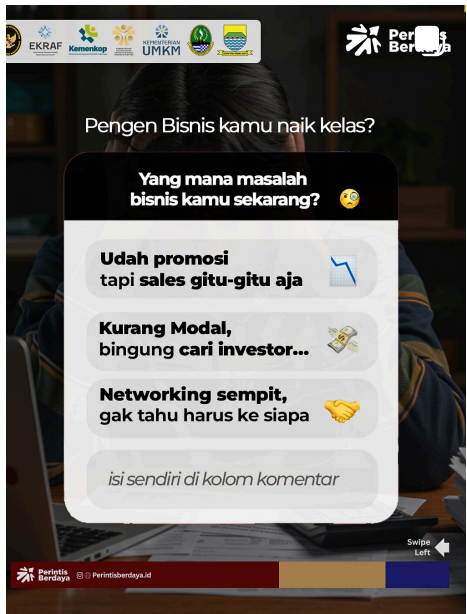 EKRAF
Kemenkop
KEMENTERIAN
UMKM
Perintis
Berdaya
Pengen Bisnis kamu naik kelas?
Yang mana masalah
bisnis kamu sekarang?
Udah promosi
tapi sales gitu-gitu aja
Kurang Modal,
bingung cari investor...
Networking sempit,
gak tahu harus ke siapa
isi sendiri di kolom komentar
Swipe
Left
Perintis
Berdaya
Perintisberdaya.id